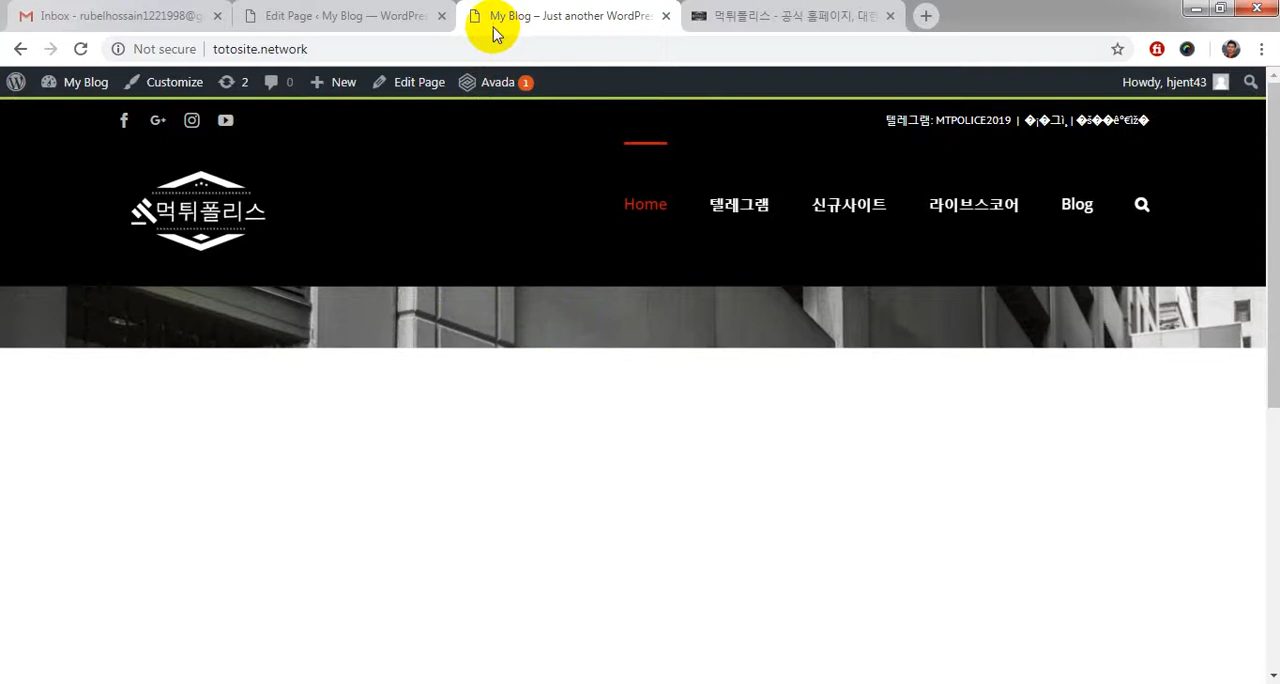 Inbox - rubelhossain1221998@g
Edit Page ‹ My Blog — WordPres
My Blog – Just another WordPres
먹튀폴리스 - 공식 홈페이지, 대한
Not secure
totosite.network
My Blog
Customize
2
0
New
Edit Page
Avada
1
Howdy, hjent43
텔레그램: MTPOLICE2019 |
먹튀폴리스
Home
텔레그램
신규사이트
라이브스코어
Blog